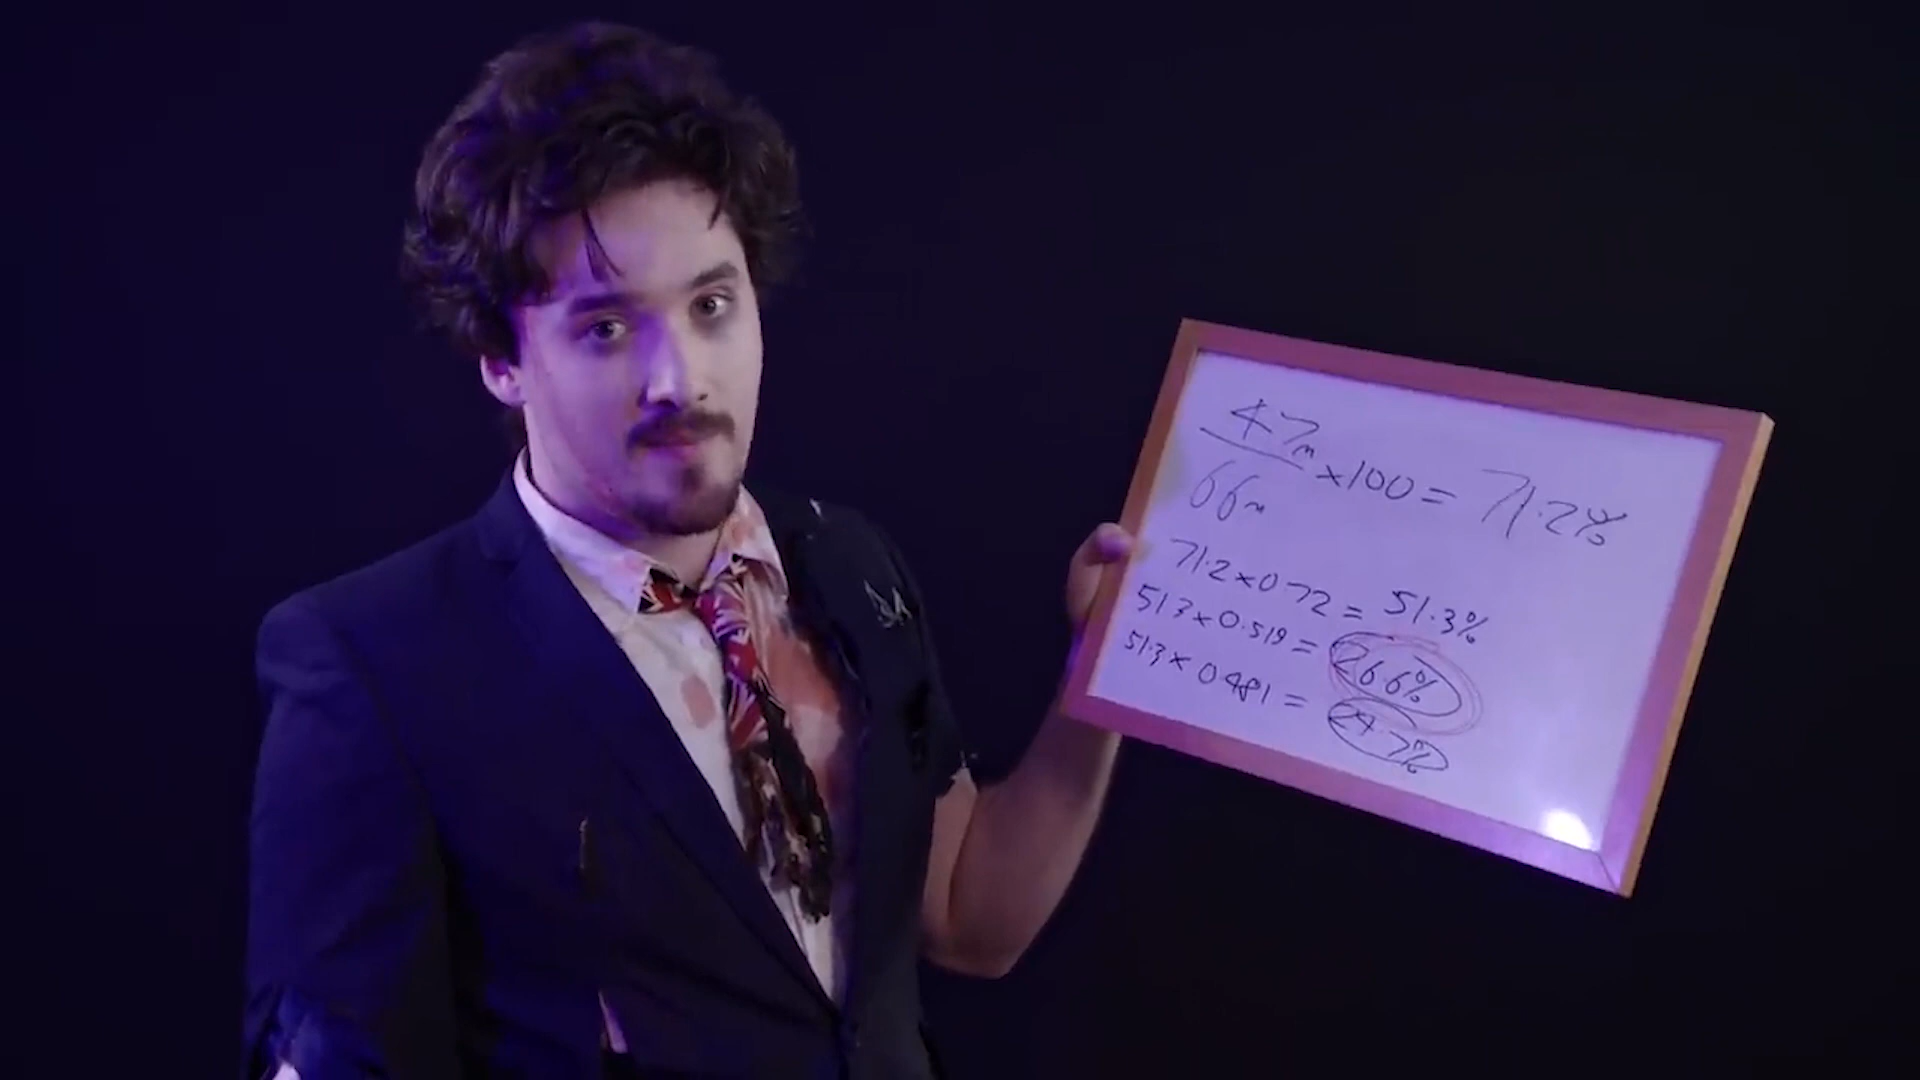 47m
66m x100 = 71.2%
71.2 x 0.72 = 51.3%
51.3 x 0.519 = 26.6%
51.3 x 0.481 = 24.7%